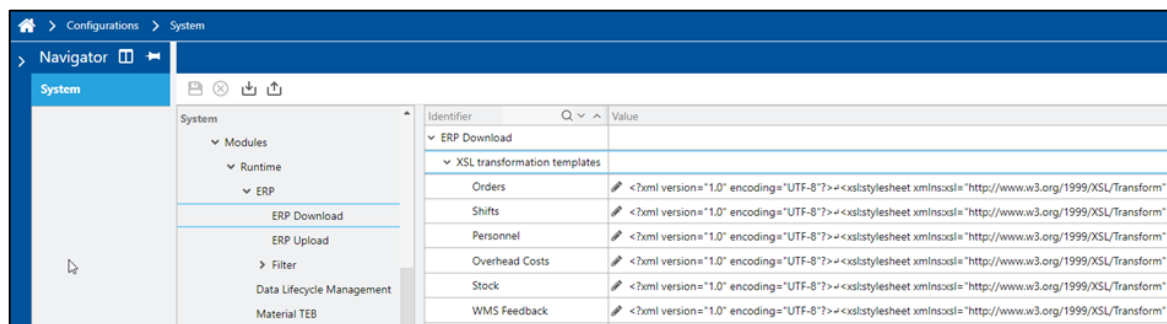 > Configurations > System
> Navigator
System
System
Modules
Runtime
ERP
ERP Download
ERP Upload
> Filter
Data Lifecycle Management
Material TEB
Identifier Value
ERP Download
XSL transformation templates
Orders <?xml version="1.0" encoding="UTF-8"?>↵<xsl:stylesheet xmlns:xsl="http://www.w3.org/1999/XSL/Transform"
Shifts <?xml version="1.0" encoding="UTF-8"?>↵<xsl:stylesheet xmlns:xsl="http://www.w3.org/1999/XSL/Transform"
Personnel <?xml version="1.0" encoding="UTF-8"?>↵<xsl:stylesheet xmlns:xsl="http://www.w3.org/1999/XSL/Transform"
Overhead Costs <?xml version="1.0" encoding="UTF-8"?>↵<xsl:stylesheet xmlns:xsl="http://www.w3.org/1999/XSL/Transform"
Stock <?xml version="1.0" encoding="UTF-8"?>↵<xsl:stylesheet xmlns:xsl="http://www.w3.org/1999/XSL/Transform"
WMS Feedback <?xml version="1.0" encoding="UTF-8"?>↵<xsl:stylesheet xmlns:xsl="http://www.w3.org/1999/XSL/Transform"